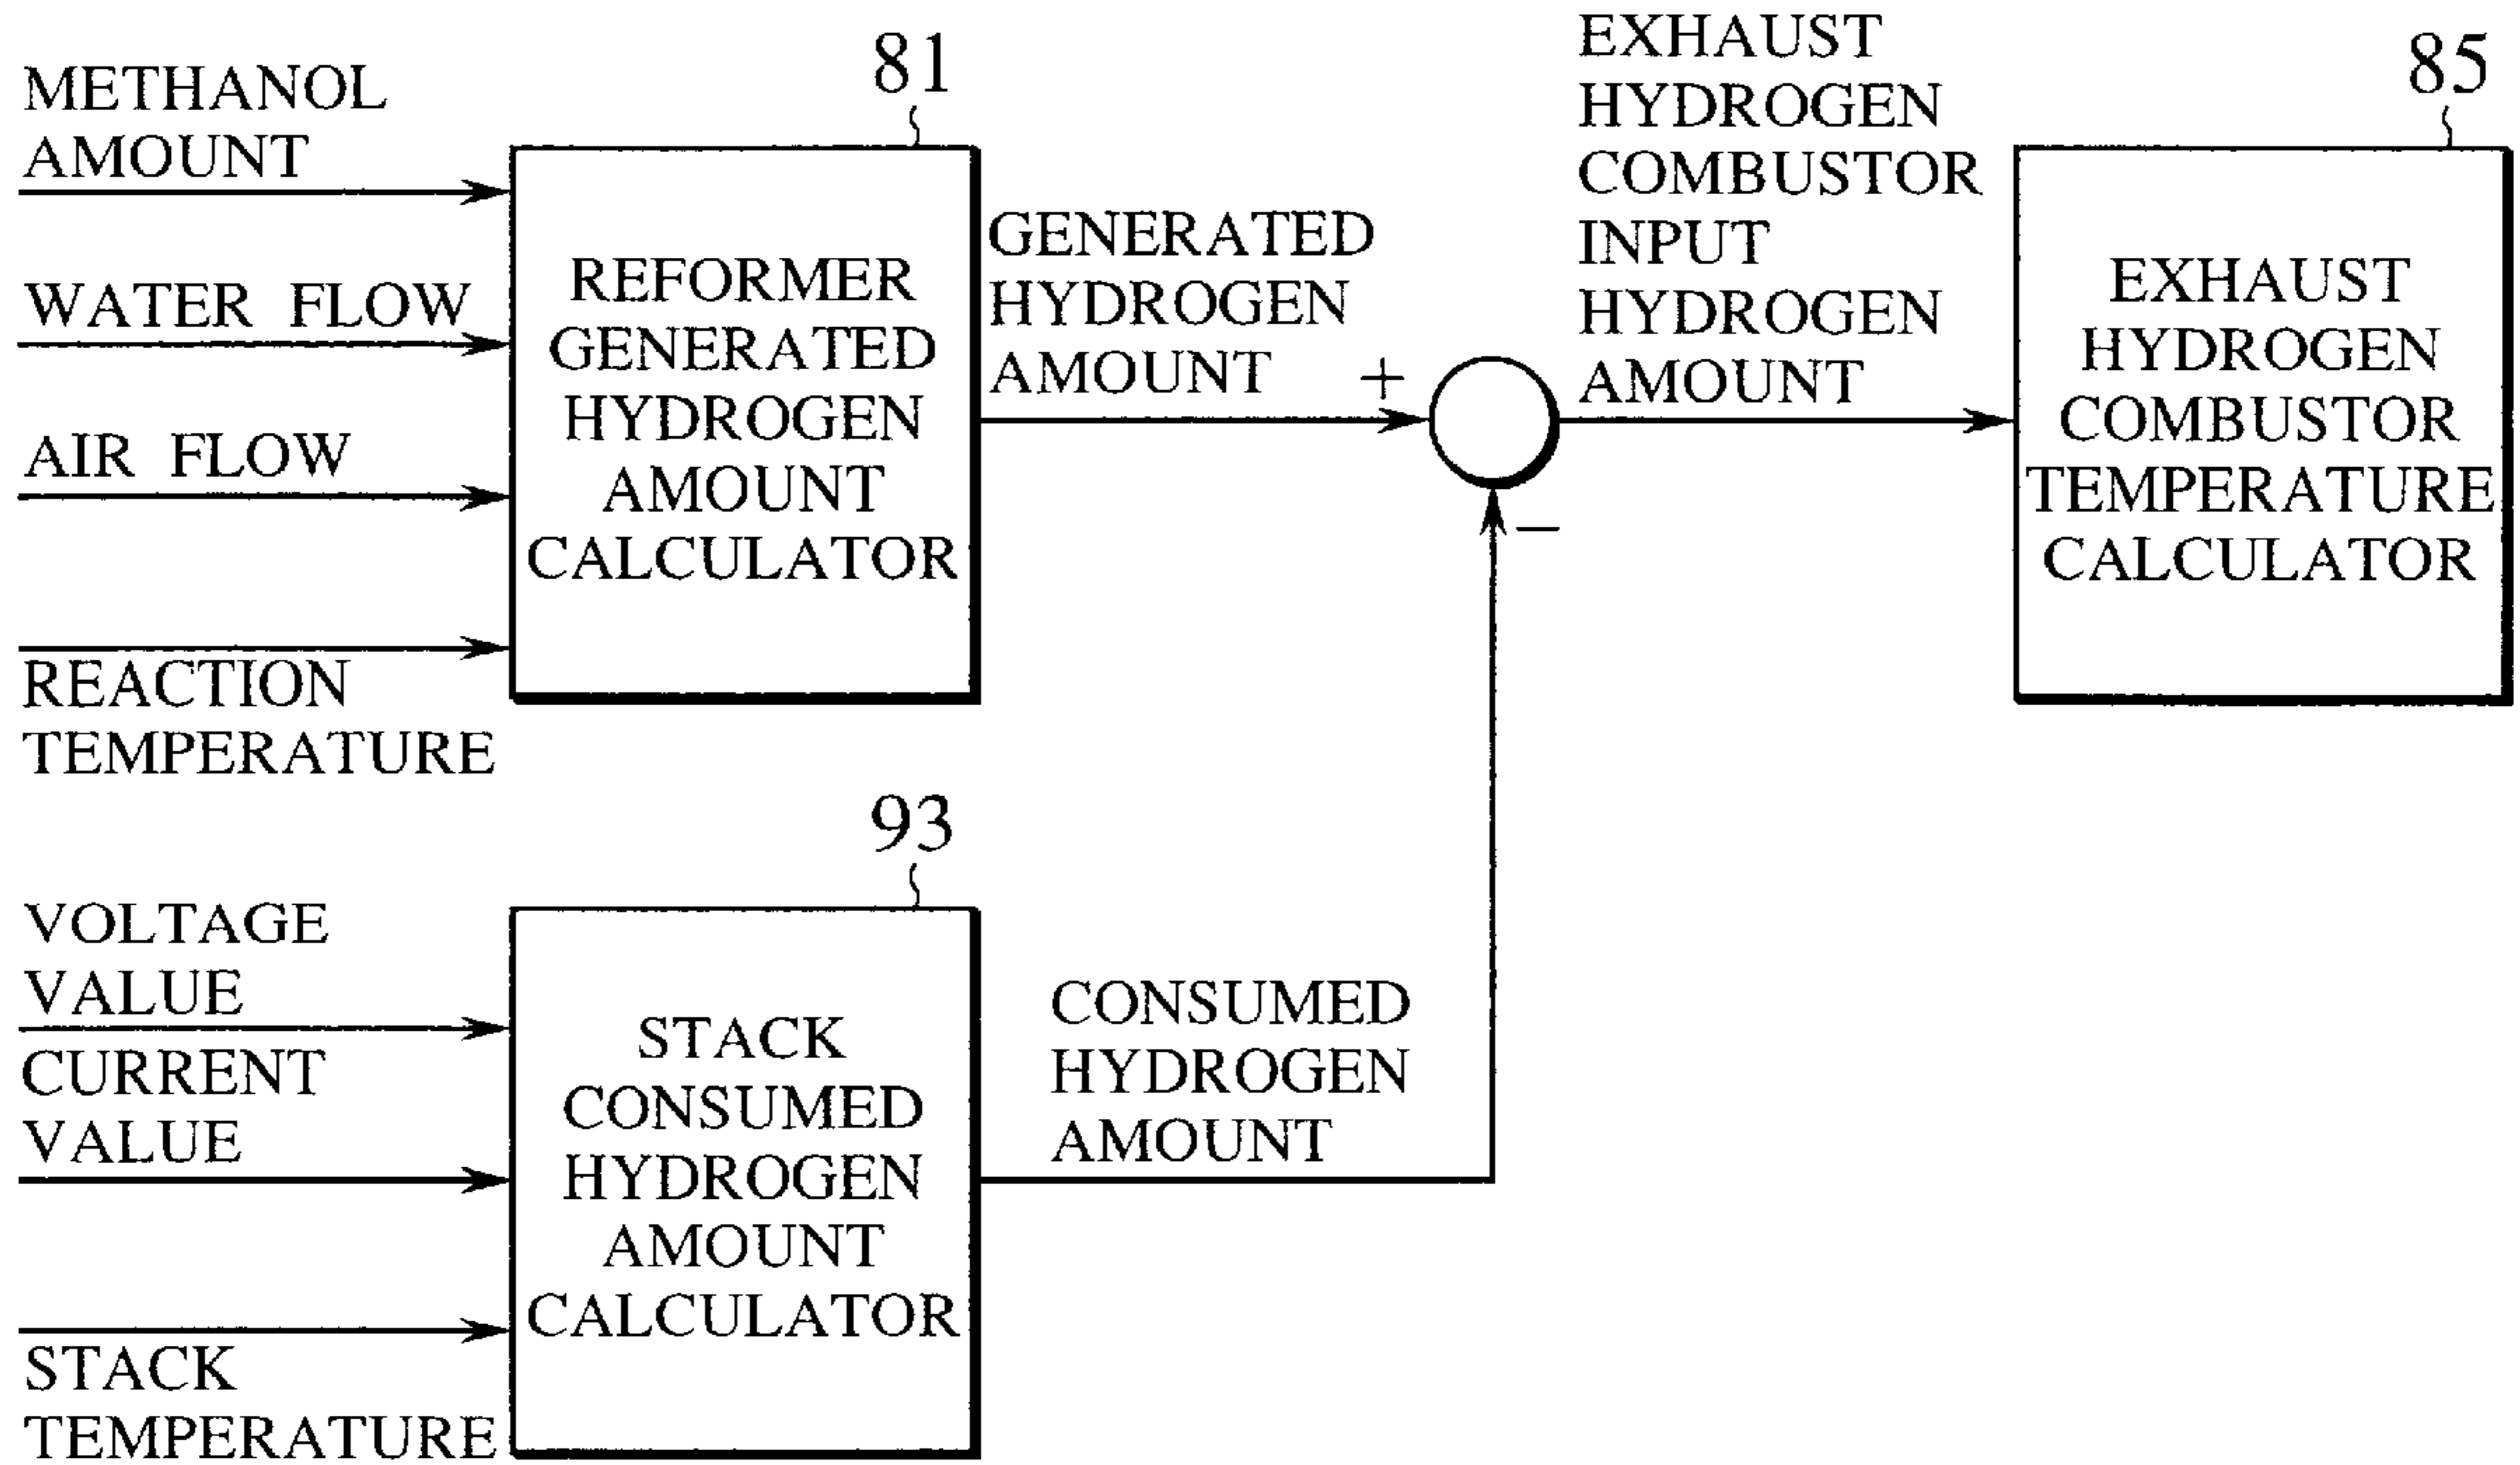 81
METHANOL
AMOUNT
WATER FLOW
AIR FLOW
REACTION
TEMPERATURE
REFORMER
GENERATED
HYDROGEN
AMOUNT
CALCULATOR
GENERATED
HYDROGEN
AMOUNT
+
−
EXHAUST
HYDROGEN
COMBUSTOR
INPUT
HYDROGEN
AMOUNT
85
EXHAUST
HYDROGEN
COMBUSTOR
TEMPERATURE
CALCULATOR
93
VOLTAGE
VALUE
CURRENT
VALUE
STACK
TEMPERATURE
STACK
CONSUMED
HYDROGEN
AMOUNT
CALCULATOR
CONSUMED
HYDROGEN
AMOUNT